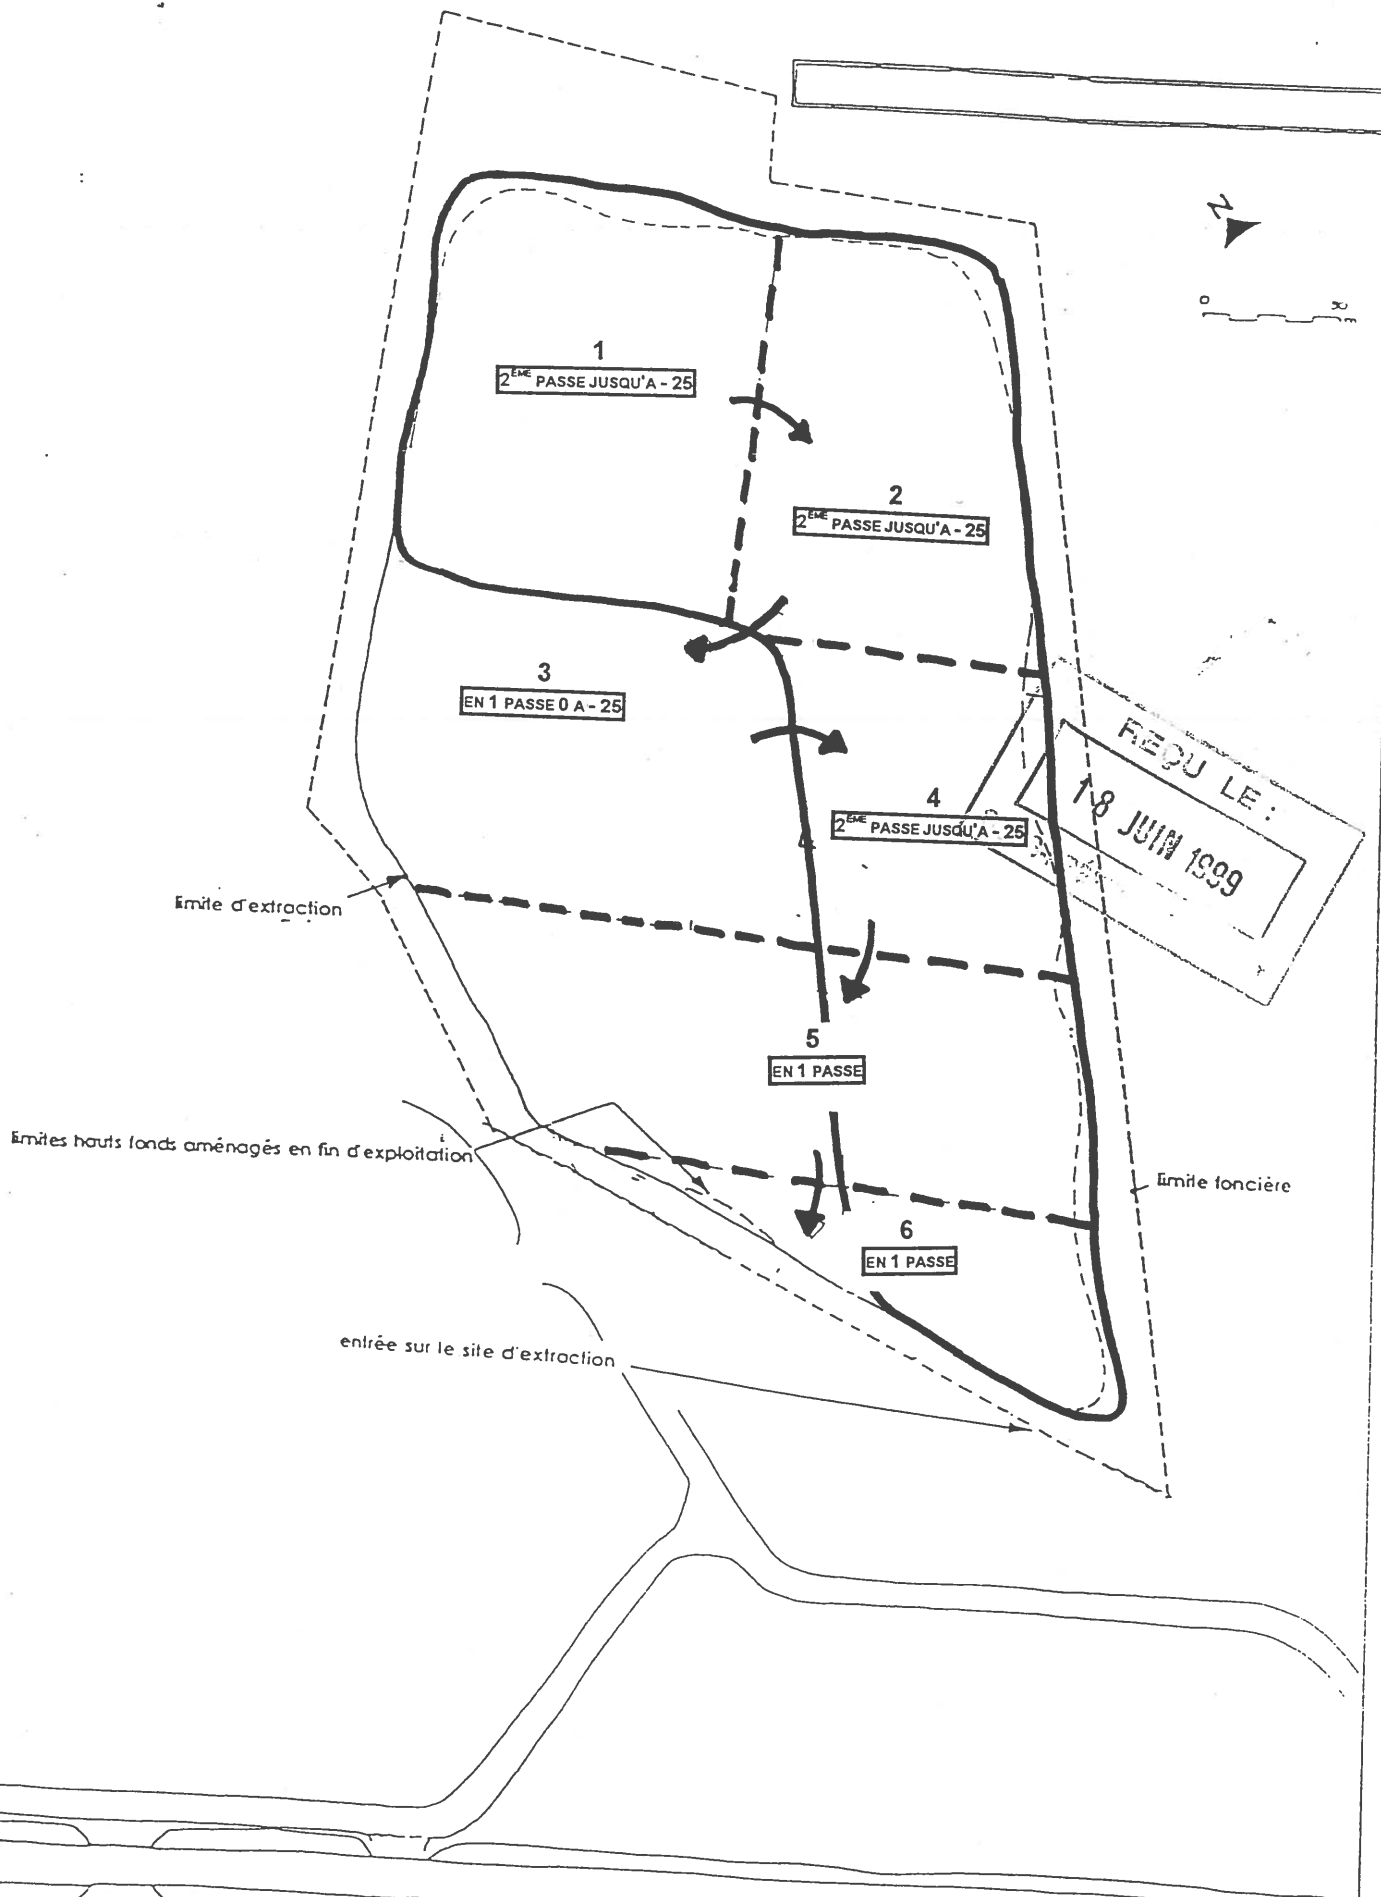 N
0
1
2ÈME PASSE JUSQU'A - 25
2
2ÈME PASSE JUSQU'A - 25
3
EN 1 PASSE 0 A - 25
REÇU LE :
18 JUIN 1999
4
2ÈME PASSE JUSQU'A - 25
limite d'extraction
5
EN 1 PASSE
limites hauts fonds aménagés en fin d'exploitation
limite foncière
6
EN 1 PASSE
entrée sur le site d'extraction